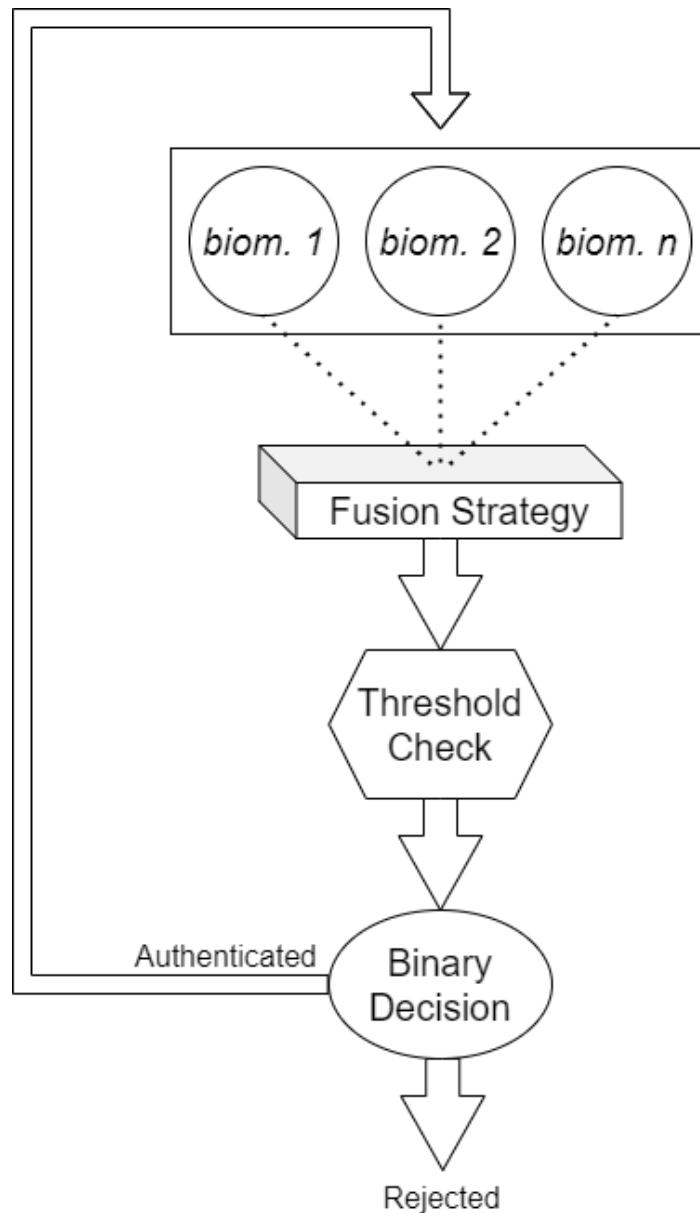 biom. 1
biom. 2
biom. n
Fusion Strategy
Threshold
Check
Authenticated
Binary
Decision
Rejected